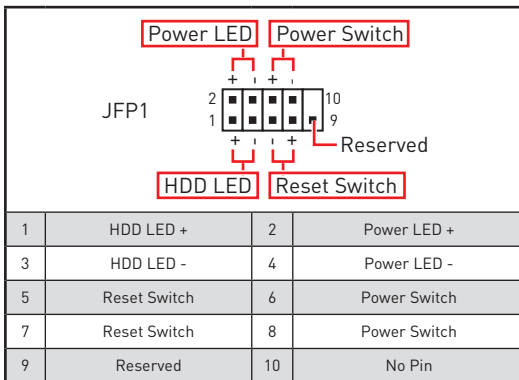 Power LED Power Switch
+ - + -
JFP1
2 10
1 9
+ - - +
Reserved
HDD LED Reset Switch
1 HDD LED + 2 Power LED +
3 HDD LED - 4 Power LED -
5 Reset Switch 6 Power Switch
7 Reset Switch 8 Power Switch
9 Reserved 10 No Pin